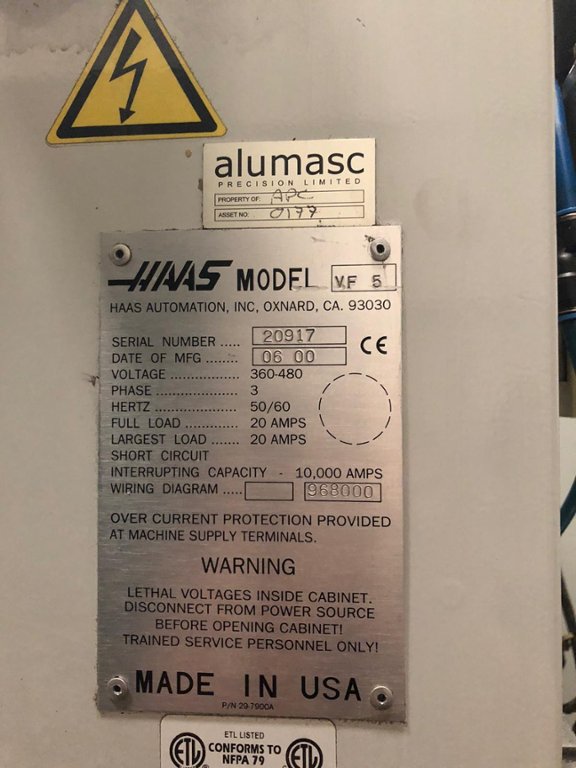 alumasc
PRECISION LIMITED
PROPERTY OF: APC
ASSET NO: 0177
HAAS MODEL VF 5
HAAS AUTOMATION, INC, OXNARD, CA. 93030
SERIAL NUMBER ..... 20917
DATE OF MFG ....... 06 00
CE
VOLTAGE ................ 360-480
PHASE .................... 3
HERTZ .................... 50/60
FULL LOAD ............. 20 AMPS
LARGEST LOAD ....... 20 AMPS
SHORT CIRCUIT
INTERRUPTING CAPACITY - 10,000 AMPS
WIRING DIAGRAM ..... 968000
OVER CURRENT PROTECTION PROVIDED
AT MACHINE SUPPLY TERMINALS.
WARNING
LETHAL VOLTAGES INSIDE CABINET.
DISCONNECT FROM POWER SOURCE
BEFORE OPENING CABINET!
TRAINED SERVICE PERSONNEL ONLY!
MADE IN USA
P/N 29-7900A
ETL LISTED
ETL CONFORMS TO ETL
NFPA 79